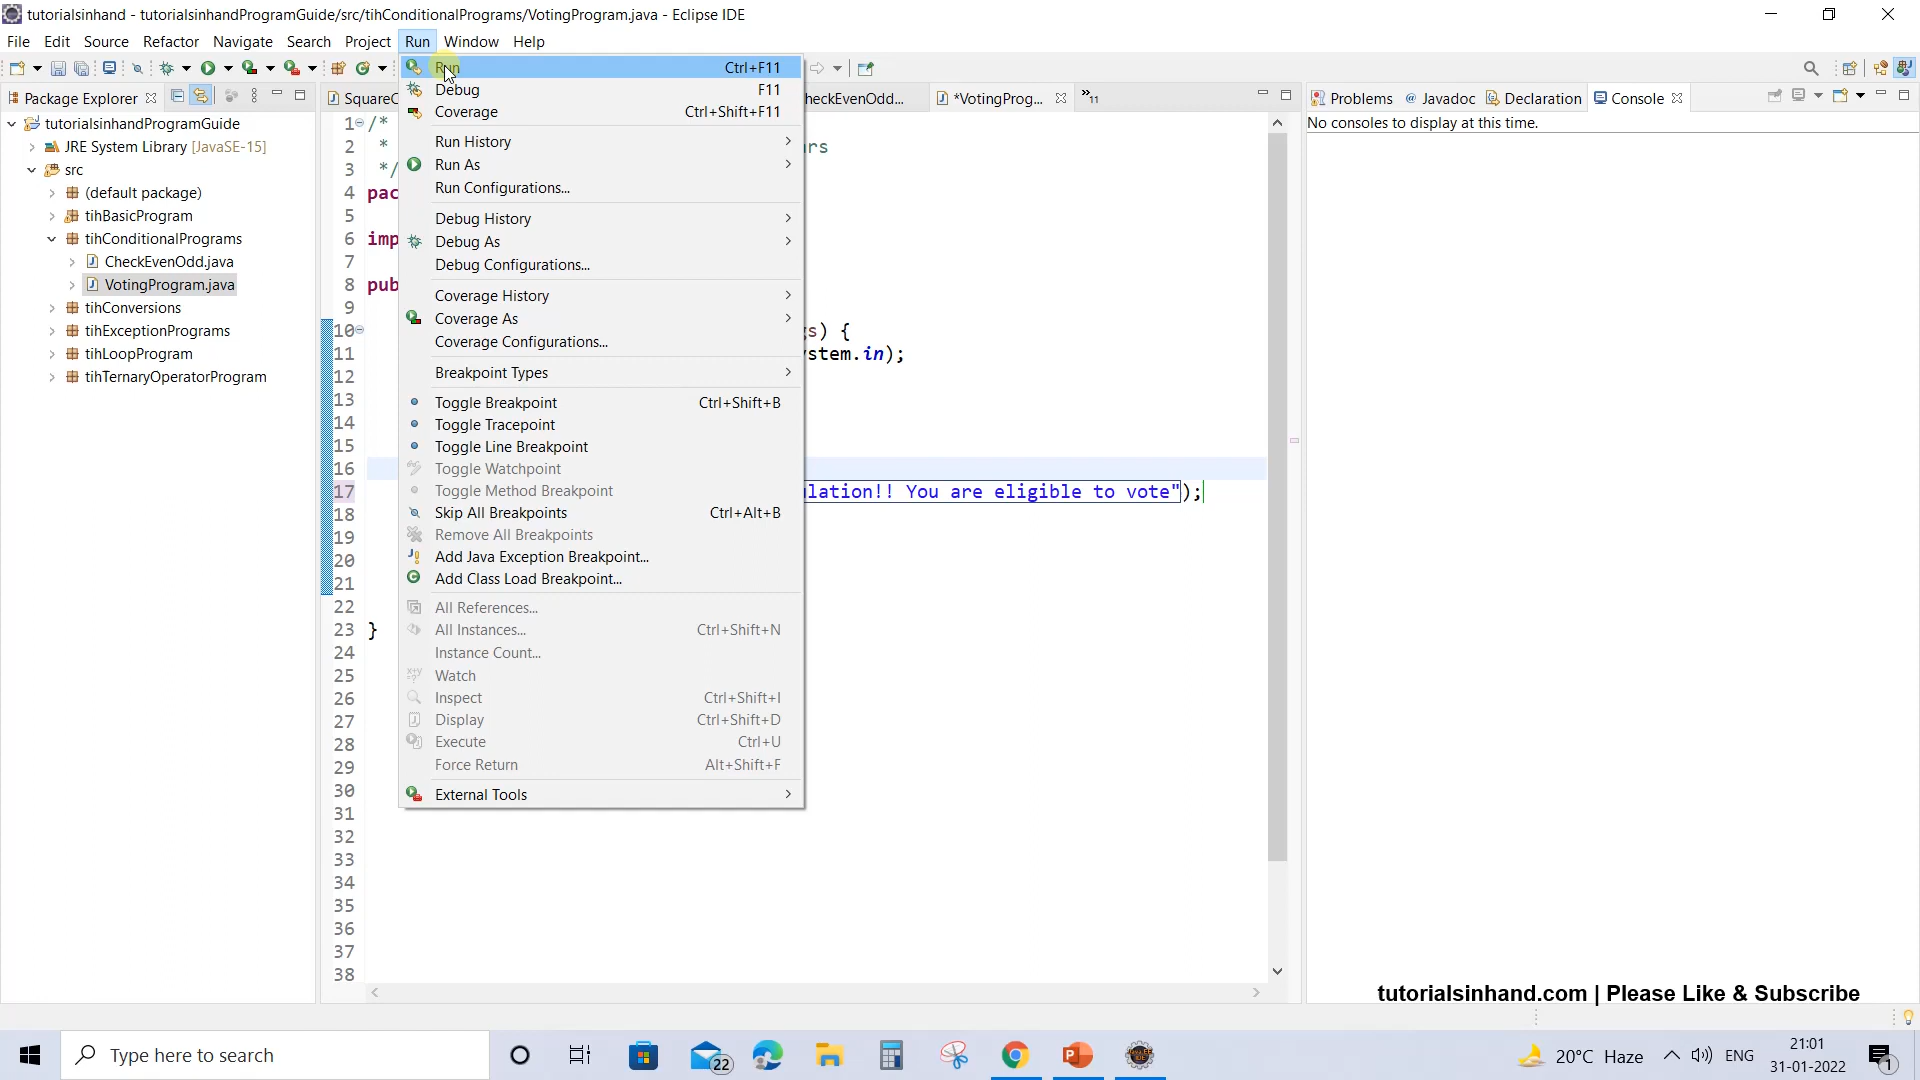 tutorialsinhand - tutorialsinhandProgramGuide/src/tihConditionalPrograms/VotingProgram.java - Eclipse IDE
File Edit Source Refactor Navigate Search Project Run Window Help
Package Explorer
tutorialsinhandProgramGuide
JRE System Library [JavaSE-15]
src
(default package)
tihBasicProgram
tihConditionalPrograms
CheckEvenOdd.java
VotingProgram.java
tihConversions
tihExceptionPrograms
tihLoopProgram
tihTernaryOperatorProgram
Run Ctrl+F11
Debug F11
Coverage Ctrl+Shift+F11
Run History
Run As
Run Configurations...
Debug History
Debug As
Debug Configurations...
Coverage History
Coverage As
Coverage Configurations...
Breakpoint Types
Toggle Breakpoint Ctrl+Shift+B
Toggle Tracepoint
Toggle Line Breakpoint
Toggle Watchpoint
Toggle Method Breakpoint
Skip All Breakpoints Ctrl+Alt+B
Remove All Breakpoints
Add Java Exception Breakpoint...
Add Class Load Breakpoint...
All References...
All Instances... Ctrl+Shift+N
Instance Count...
Watch
Inspect Ctrl+Shift+I
Display Ctrl+Shift+D
Execute Ctrl+U
Force Return Alt+Shift+F
External Tools
SquareC heckEvenOdd... *VotingProg... »11
1 /*
2 * rs
3 */
4 pac
5
6 imp
7
8 pub
9
10 s) {
11 stem.in);
12
13
14
15
16
17 lation!! You are eligible to vote");
18
19
20
21
22
23 }
24
25
26
27
28
29
30
31
32
33
34
35
36
37
38
Problems @ Javadoc Declaration Console
No consoles to display at this time.
tutorialsinhand.com | Please Like & Subscribe
Type here to search
22
20°C Haze
ENG
21:01
31-01-2022
1